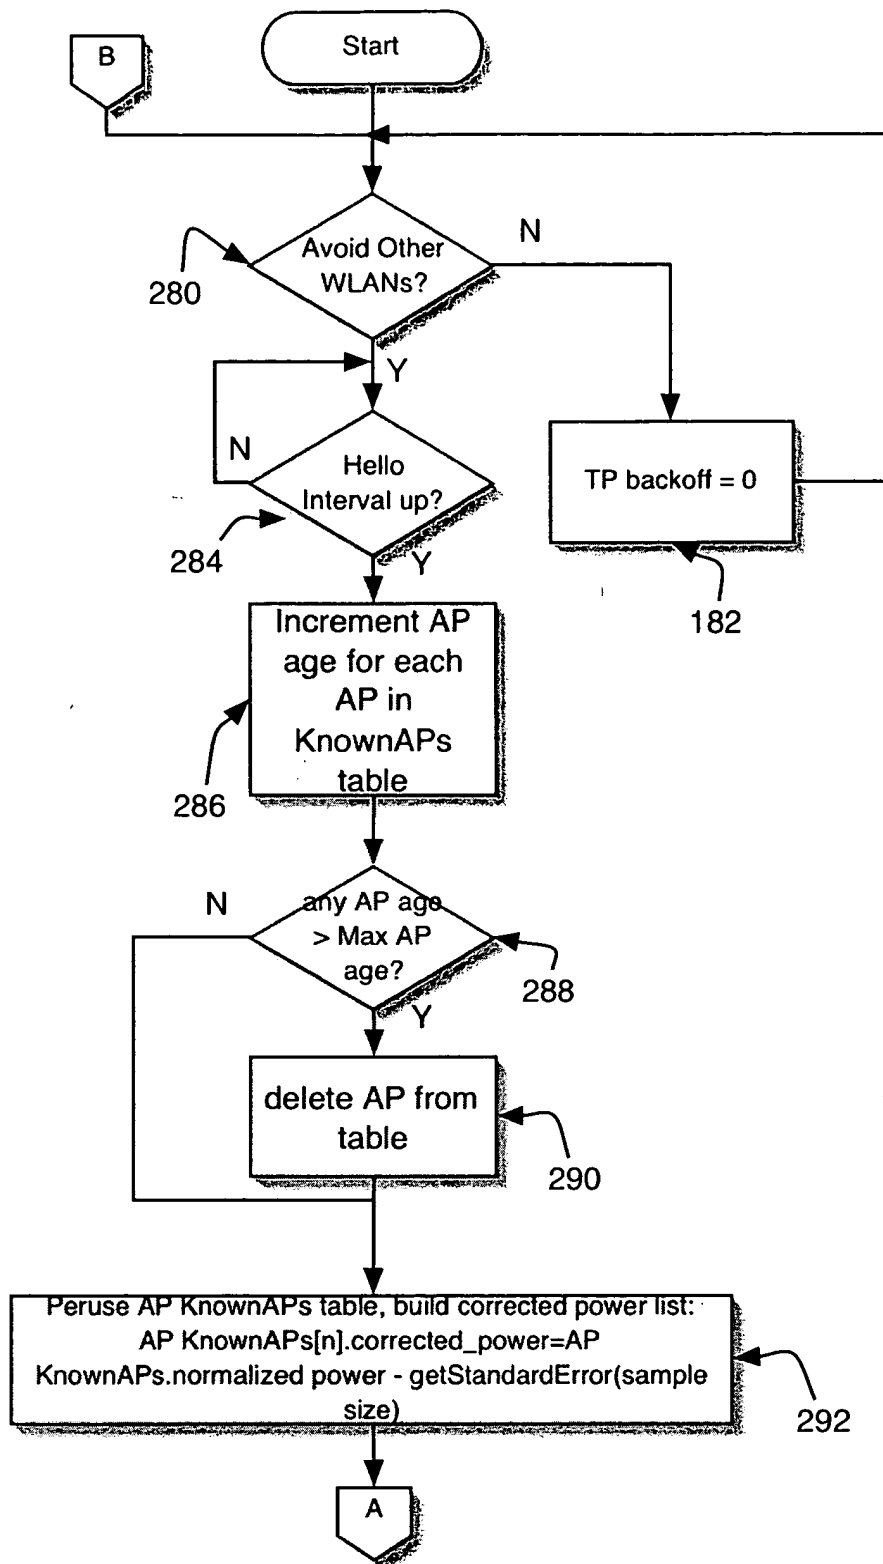 B
Start
Avoid Other
WLANs?
N
280
Y
N
Hello
Interval up?
TP backoff = 0
284
Y
182
Increment AP
age for each
AP in
KnownAPs
table
286
N
any AP age
> Max AP
age?
288
Y
delete AP from
table
290
Peruse AP KnownAPs table, build corrected power list:
AP KnownAPs[n].corrected_power=AP
KnownAPs.normalized power - getStandardError(sample
size)
292
A